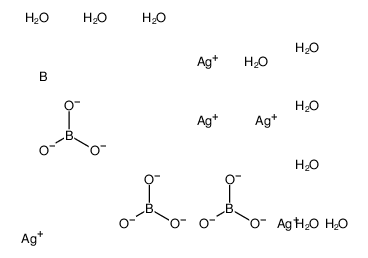 H₂O H₂O H₂O
H₂O
Ag⁺ H₂O
B
O⁻ H₂O
Ag⁺ Ag⁺
B
O⁻ O⁻
H₂O
O⁻ O⁻
B B
O⁻ O⁻ O⁻ O⁻ Ag⁺ H₂O H₂O
Ag⁺